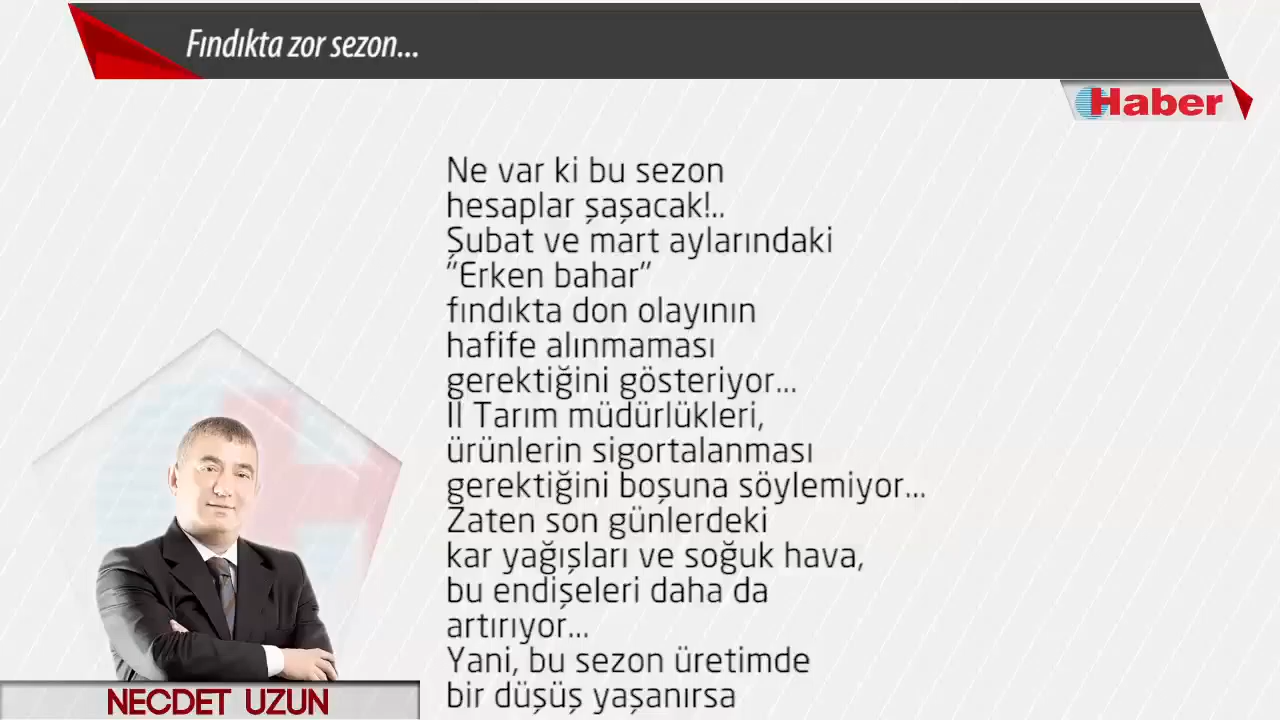 Fındıkta zor sezon...
Haber
Ne var ki bu sezon
hesaplar şaşacak!..
Şubat ve mart aylarındaki
"Erken bahar"
fındıkta don olayının
hafife alınmaması
gerektiğini gösteriyor...
İl Tarım müdürlükleri,
ürünlerin sigortalanması
gerektiğini boşuna söylemiyor...
Zaten son günlerdeki
kar yağışları ve soğuk hava,
bu endişeleri daha da
artırıyor...
Yani, bu sezon üretimde
bir düşüş yaşanırsa
NECDET UZUN